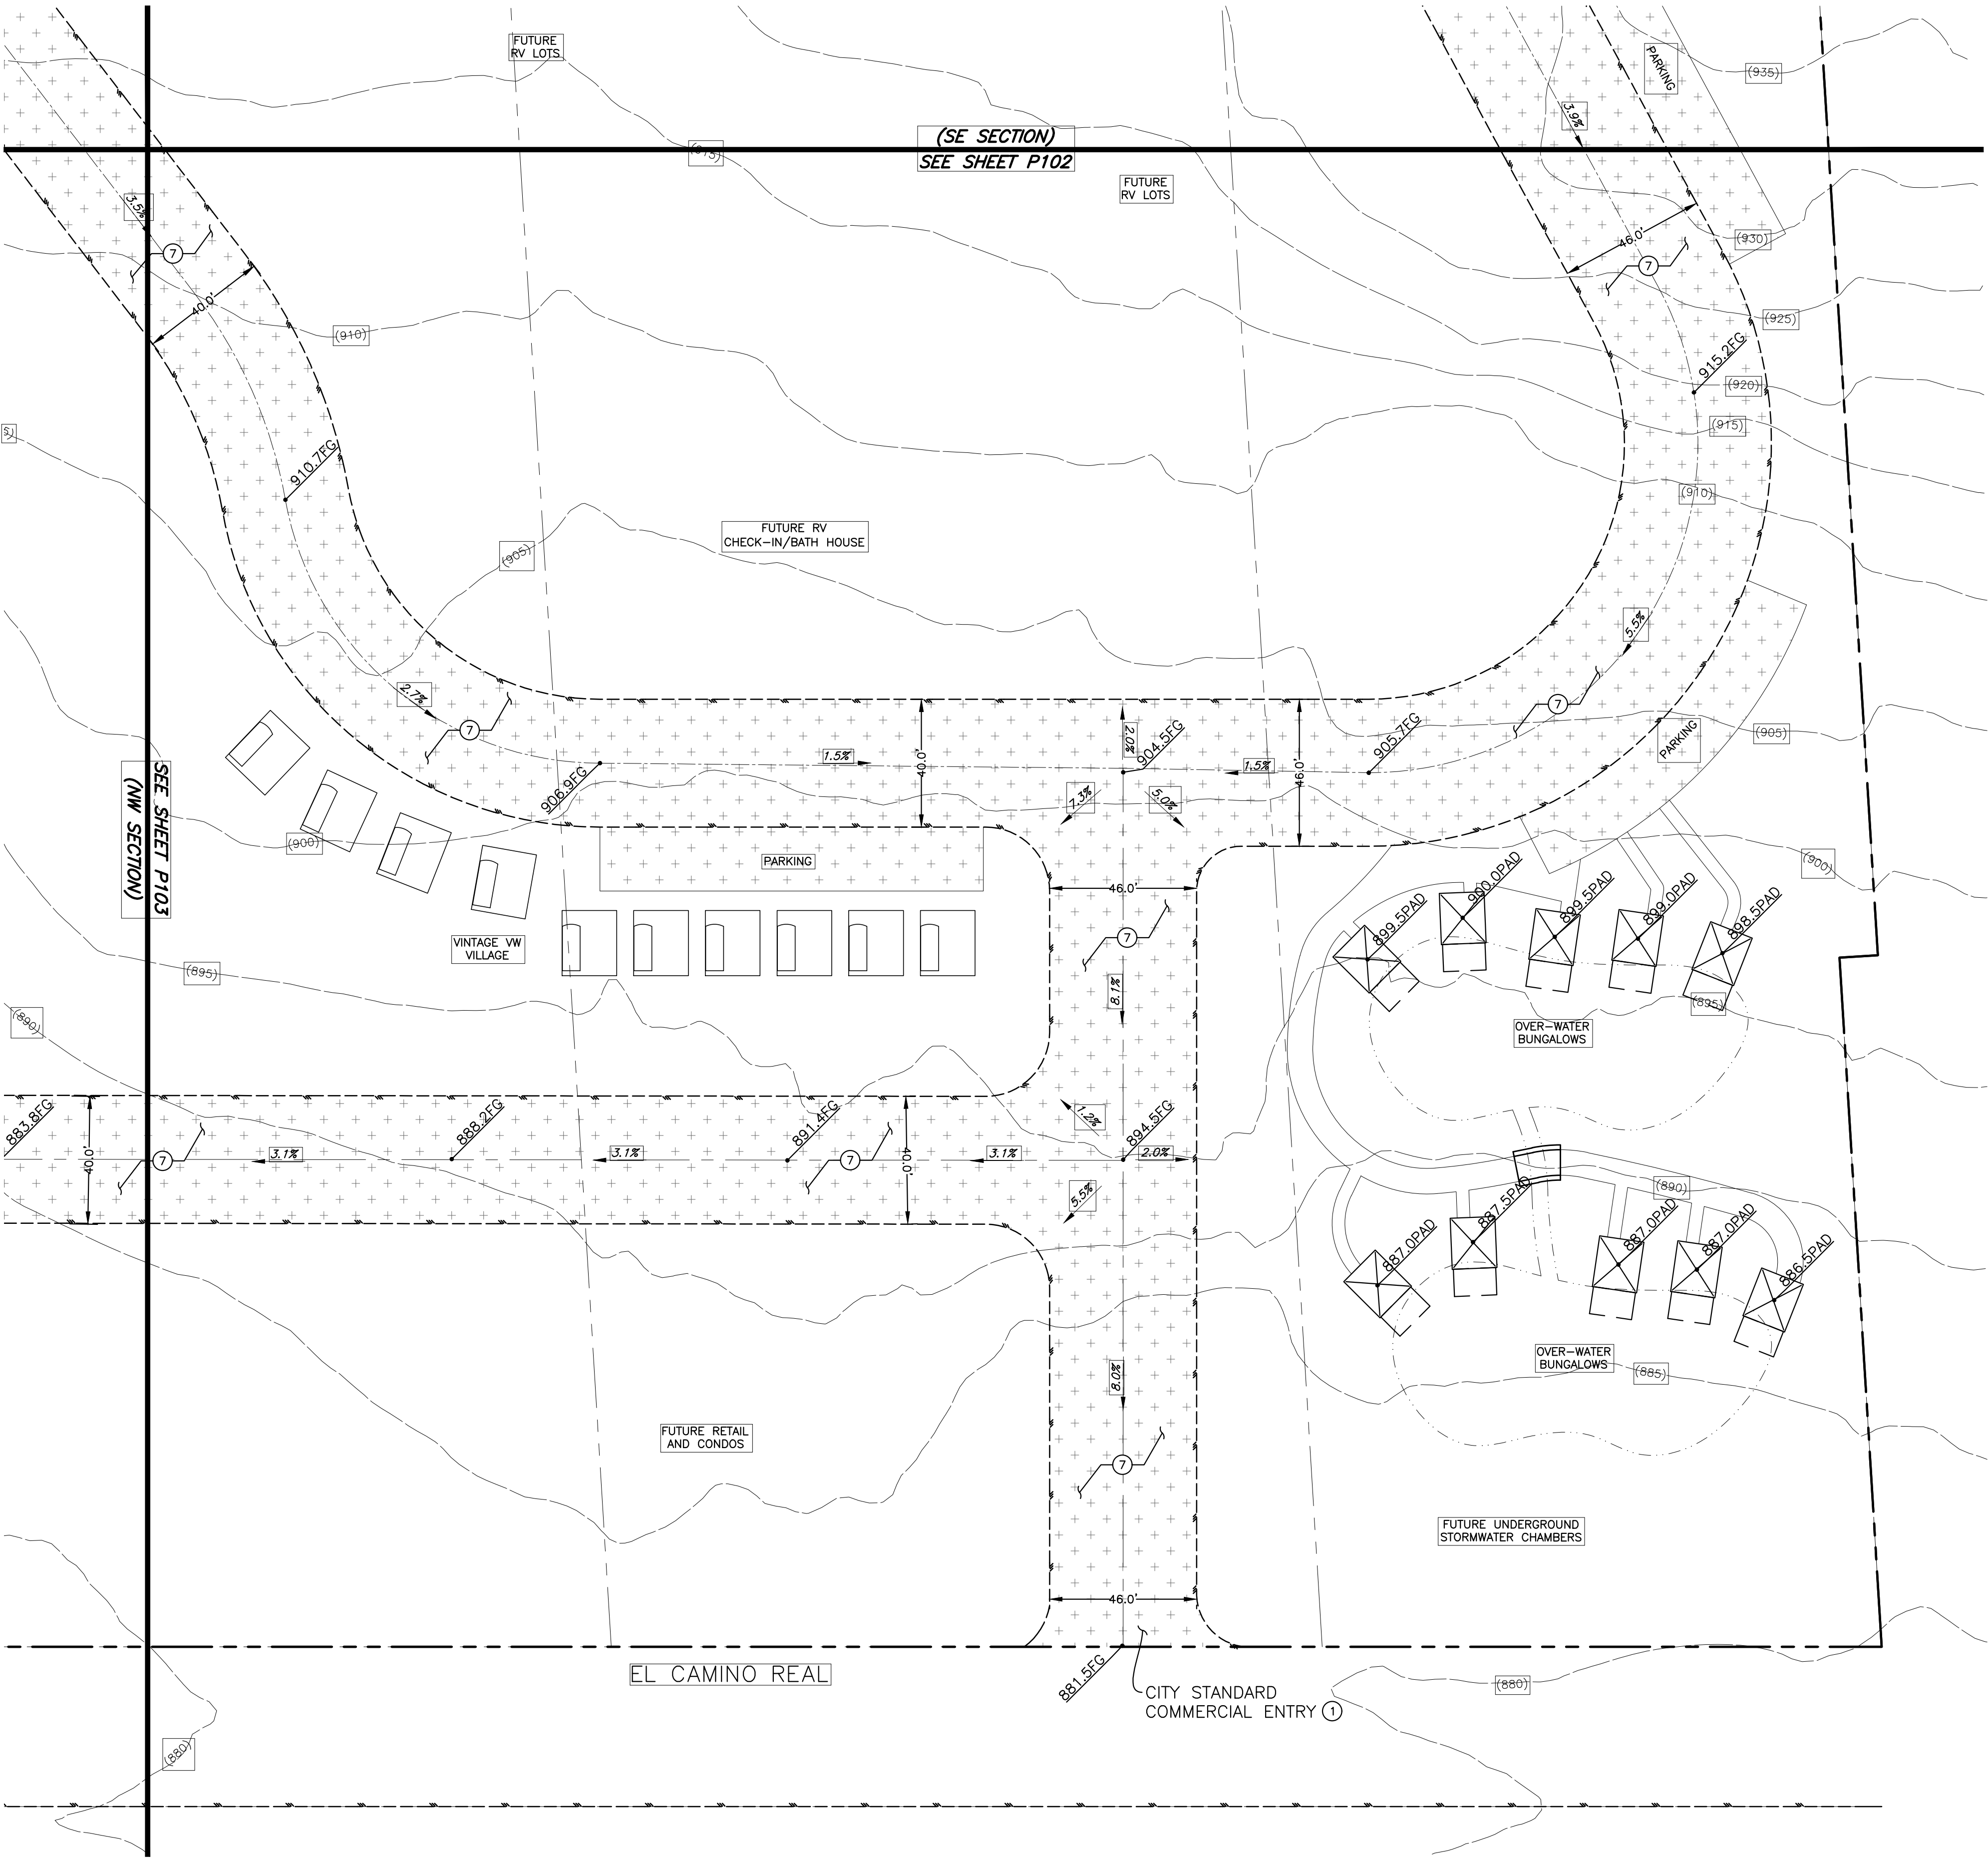 FUTURE
RV LOTS
PARKING
(935)
3.9%
(SE SECTION)
SEE SHEET P102
(915)
FUTURE
RV LOTS
3.5%
7
40.0'
(910)
46.0'
7
(930)
(925)
915.2FG
(920)
(915)
(910)
5)
910.7FG
FUTURE RV
CHECK-IN/BATH HOUSE
(905)
5.5%
2.7%
7
7
PARKING
(905)
906.9FG
1.5%
40.0'
2.0%
904.5FG
1.5%
46.0'
905.7FG
7.3%
5.0%
SEE SHEET P103
(NW SECTION)
(900)
PARKING
46.0'
(900)
899.5PAD
900.0PAD
899.5PAD
899.0PAD
898.5PAD
VINTAGE VW
VILLAGE
7
(895)
8.1%
(895)
OVER-WATER
BUNGALOWS
(890)
883.8FG
40.0'
7
3.1%
888.2FG
3.1%
891.4FG
7
40.0'
3.1%
1.2%
894.5FG
2.0%
5.5%
(890)
887.0PAD
887.5PAD
887.0PAD
887.0PAD
886.5PAD
OVER-WATER
BUNGALOWS
(885)
8.0%
FUTURE RETAIL
AND CONDOS
7
FUTURE UNDERGROUND
STORMWATER CHAMBERS
46.0'
EL CAMINO REAL
881.5FG
CITY STANDARD
COMMERCIAL ENTRY 1
(880)
(880)